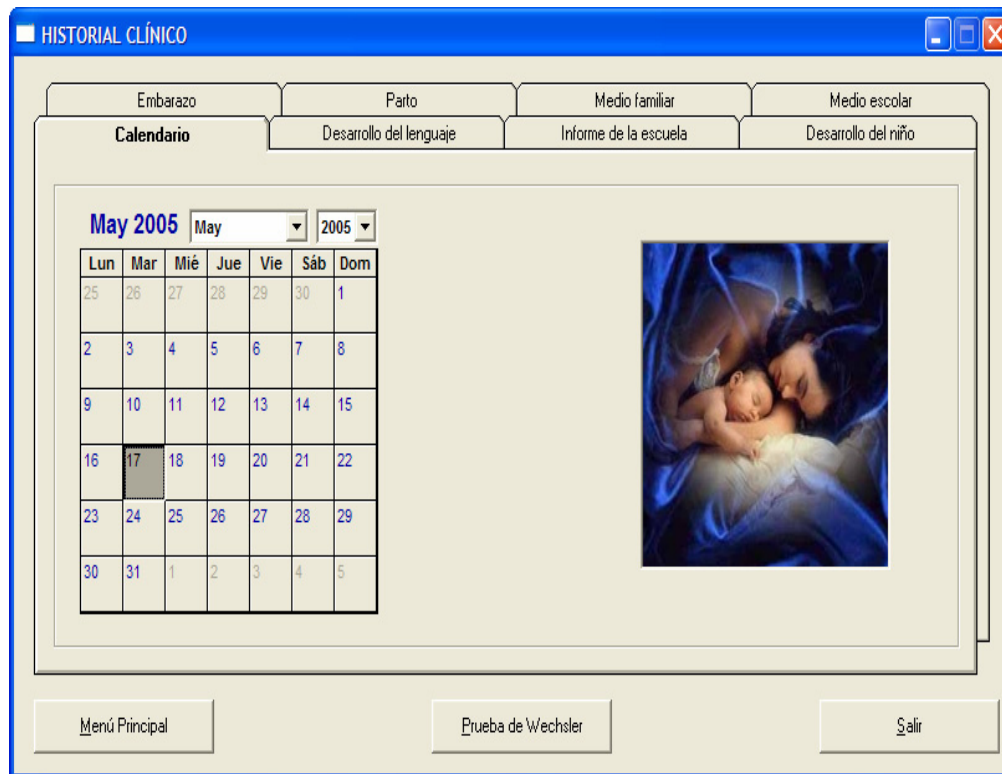 HISTORIAL CLÍNICO
Embarazo Parto Medio familiar Medio escolar
Calendario Desarrollo del lenguaje Informe de la escuela Desarrollo del niño
May 2005 May 2005
Lun Mar Mié Jue Vie Sáb Dom
25 26 27 28 29 30 1
2 3 4 5 6 7 8
9 10 11 12 13 14 15
16 17 18 19 20 21 22
23 24 25 26 27 28 29
30 31 1 2 3 4 5
Menú Principal Prueba de Wechsler Salir